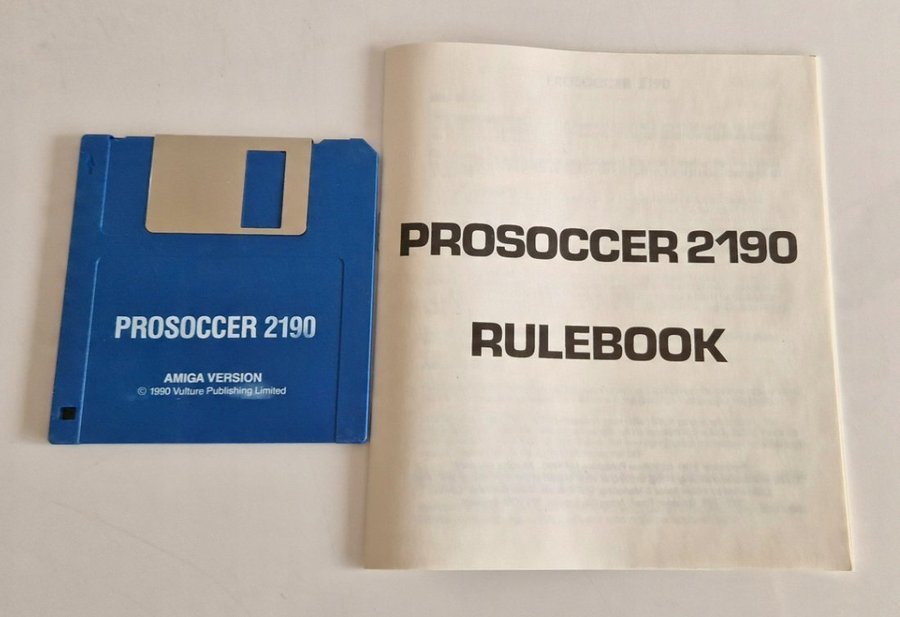 PROSOCCER 2190
AMIGA VERSION
© 1990 Vulture Publishing Limited
PROSOCCER 2190
RULEBOOK